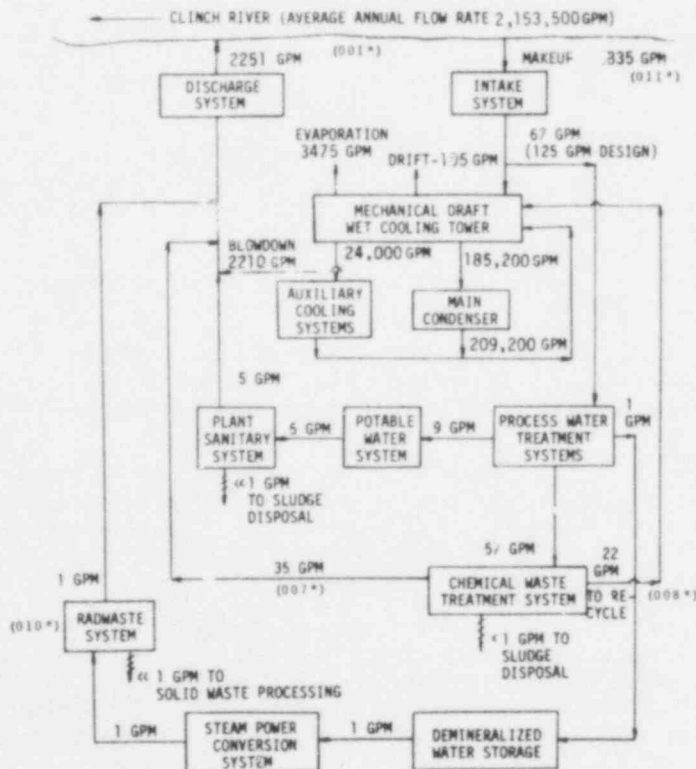 CLINCH RIVER (AVERAGE ANNUAL FLOW RATE 2,153,500 GPM)
2251 GPM
(001*)
MAKEUP
(011*)
DISCHARGE
SYSTEM
INTAKE
SYSTEM
EVAPORATION
3475 GPM
67 GPM
(125 GPM DESIGN)
MECHANICAL DRAFT
WET COOLING TOWER
BLOWDOWN
2210 GPM
24,000 GPM
185,200 GPM
AUXILIARY
COOLING
SYSTEMS
MAIN
CONDENSER
209,200 GPM
5 GPM
PLANT
SANITARY
SYSTEM
5 GPM
POTABLE
WATER
SYSTEM
9 GPM
PROCESS WATER
TREATMENT
SYSTEMS
1
GPM
≪1 GPM
TO SLUDGE
DISPOSAL
GPM
22
GPM
35 GPM
(007*)
CHEMICAL WASTE
TREATMENT SYSTEM
TO RE-
CYCLE
(008*)
<1 GPM TO
SLUDGE
DISPOSAL
1 GPM
(010*)
RADWASTE
SYSTEM
≪ 1 GPM TO
SOLID WASTE PROCESSING
1 GPM
STEAM POWER
CONVERSION
SYSTEM
1 GPM
DEMINERALIZED
WATER STORAGE